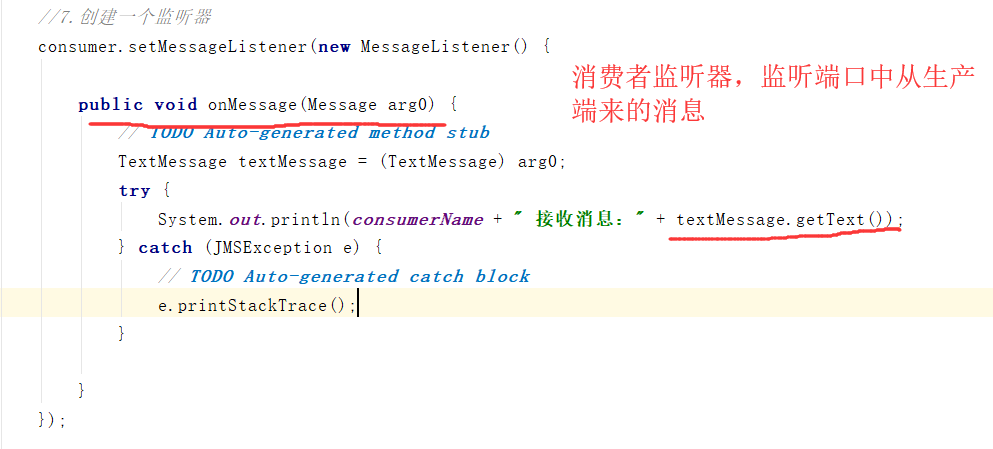 //7.创建一个监听器
consumer.setMessageListener(new MessageListener() {
消费者监听器，监听端口中从生产
端来的消息
public void onMessage(Message arg0) {
// TODO Auto-generated method stub
TextMessage textMessage = (TextMessage) arg0;
try {
System.out.println(consumerName + " 接收消息：" + textMessage.getText());
} catch (JMSException e) {
// TODO Auto-generated catch block
e.printStackTrace();
}
}
});